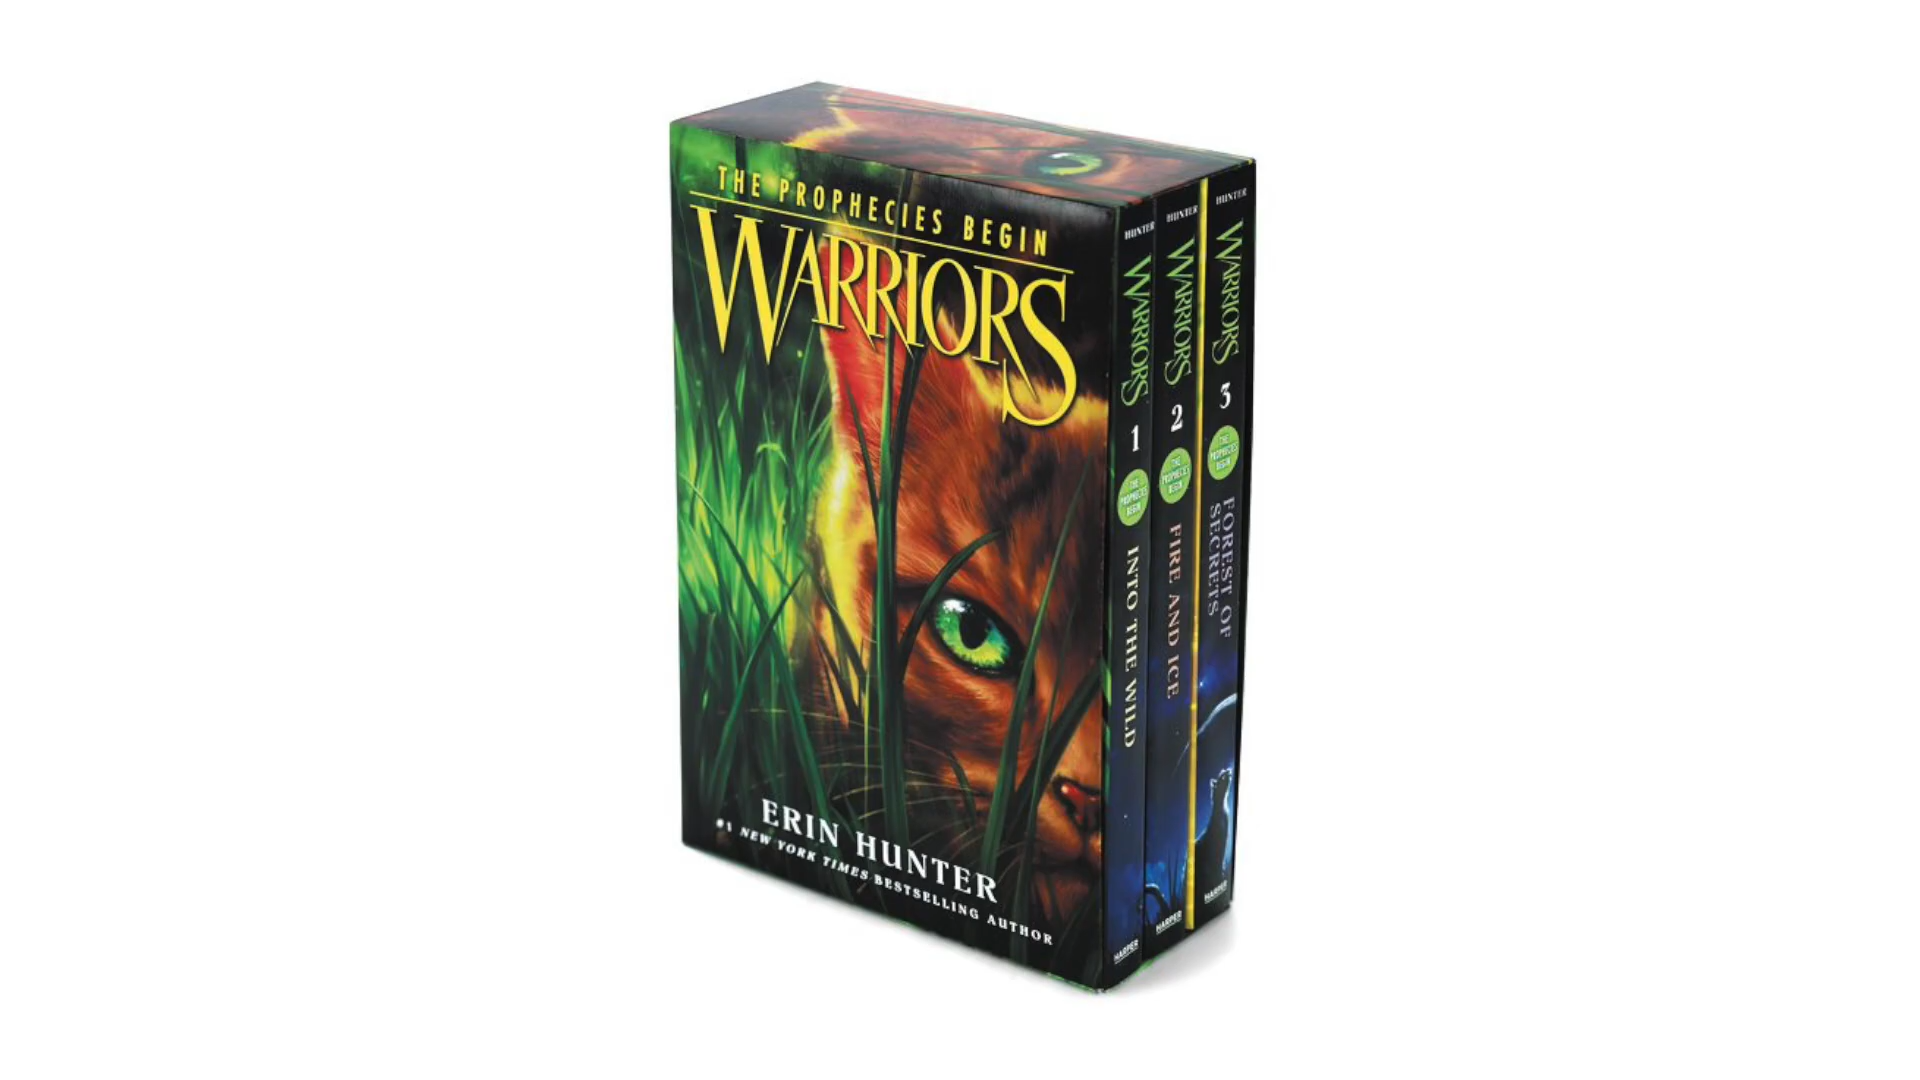 THE PROPHECIES BEGIN
WARRIORS
ERIN HUNTER
#1 NEW YORK TIMES BESTSELLING AUTHOR
HUNTER
WARRIORS
1
THE
PROPHECIES
BEGIN
INTO THE WILD
HARPER
HUNTER
WARRIORS
2
THE
PROPHECIES
BEGIN
FIRE AND ICE
HARPER
HUNTER
WARRIORS
3
THE
PROPHECIES
BEGIN
FOREST OF
SECRETS
HARPER